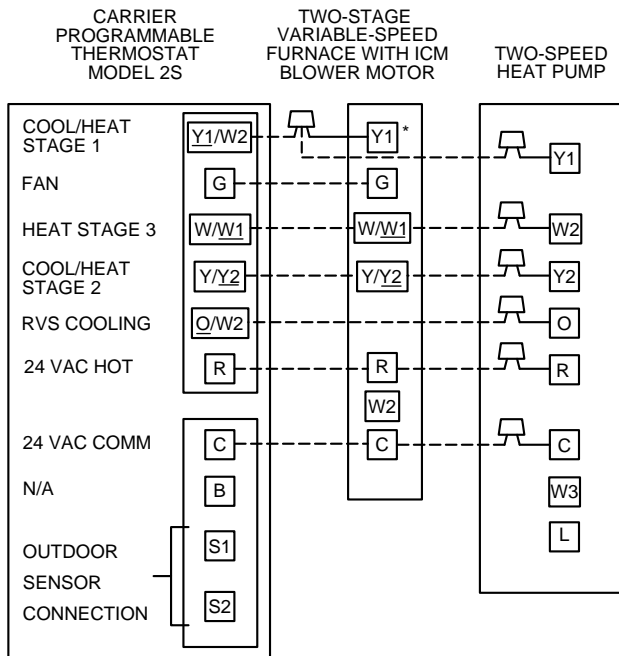 CARRIER
PROGRAMMABLE
THERMOSTAT
MODEL 2S
TWO-STAGE
VARIABLE-SPEED
FURNACE WITH ICM
BLOWER MOTOR
TWO-SPEED
HEAT PUMP
COOL/HEAT
STAGE 1
Y1/W2
Y1 *
Y1
FAN
G
G
HEAT STAGE 3
W/W1
W/W1
W2
COOL/HEAT
STAGE 2
Y/Y2
Y/Y2
Y2
RVS COOLING
O/W2
O
24 VAC HOT
R
R
R
W2
24 VAC COMM
C
C
C
N/A
B
W3
OUTDOOR
SENSOR
CONNECTION
S1
S2
L